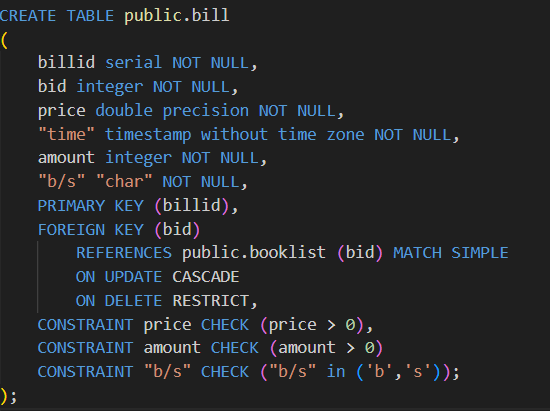 CREATE TABLE public.bill
(
    billid serial NOT NULL,
    bid integer NOT NULL,
    price double precision NOT NULL,
    "time" timestamp without time zone NOT NULL,
    amount integer NOT NULL,
    "b/s" "char" NOT NULL,
    PRIMARY KEY (billid),
    FOREIGN KEY (bid)
        REFERENCES public.booklist (bid) MATCH SIMPLE
        ON UPDATE CASCADE
        ON DELETE RESTRICT,
    CONSTRAINT price CHECK (price > 0),
    CONSTRAINT amount CHECK (amount > 0)
    CONSTRAINT "b/s" CHECK ("b/s" in ('b','s'));
);